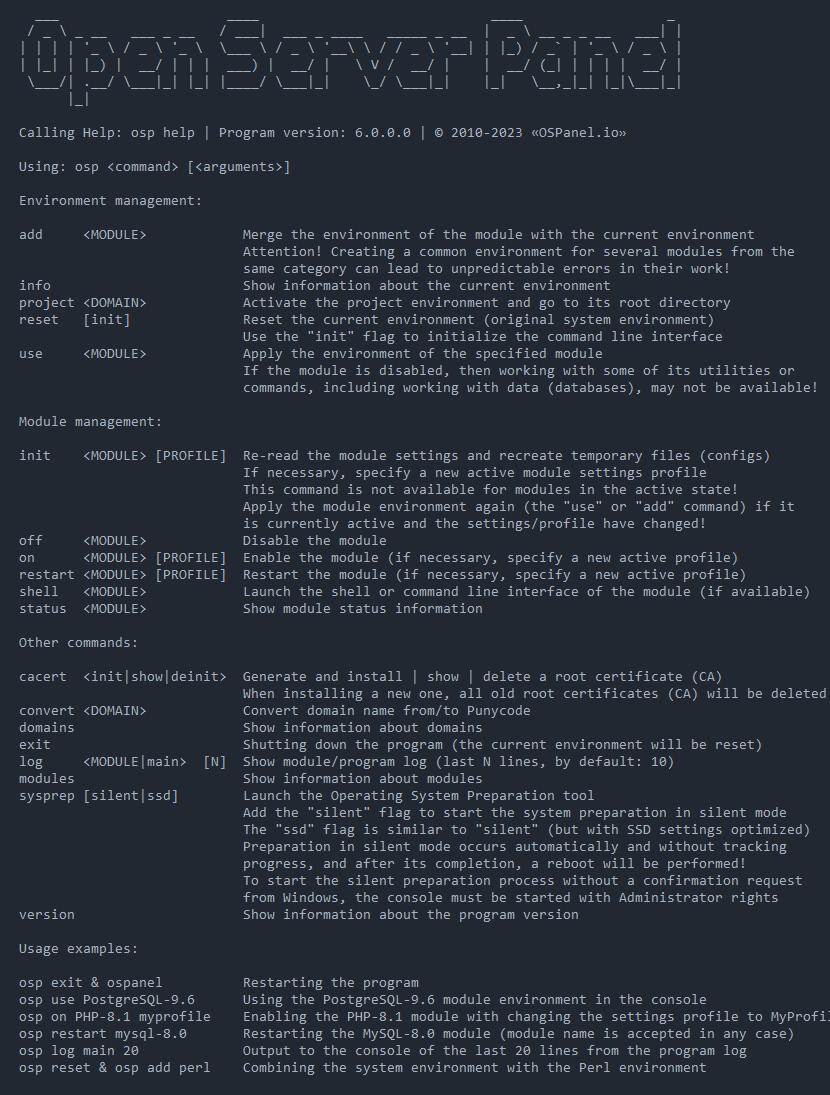 Open Server Panel
Calling Help: osp help | Program version: 6.0.0.0 | © 2010-2023 «OSPanel.io»
Using: osp <command> [<arguments>]
Environment management:
add     <MODULE>            Merge the environment of the module with the current environment
                            Attention! Creating a common environment for several modules from the
                            same category can lead to unpredictable errors in their work!
info                        Show information about the current environment
project <DOMAIN>            Activate the project environment and go to its root directory
reset   [init]              Reset the current environment (original system environment)
                            Use the "init" flag to initialize the command line interface
use     <MODULE>            Apply the environment of the specified module
                            If the module is disabled, then working with some of its utilities or
                            commands, including working with data (databases), may not be available!
Module management:
init    <MODULE> [PROFILE]  Re-read the module settings and recreate temporary files (configs)
                            If necessary, specify a new active module settings profile
                            This command is not available for modules in the active state!
                            Apply the module environment again (the "use" or "add" command) if it
                            is currently active and the settings/profile have changed!
off     <MODULE>            Disable the module
on      <MODULE> [PROFILE]  Enable the module (if necessary, specify a new active profile)
restart <MODULE> [PROFILE]  Restart the module (if necessary, specify a new active profile)
shell   <MODULE>            Launch the shell or command line interface of the module (if available)
status  <MODULE>            Show module status information
Other commands:
cacert  <init|show|deinit>  Generate and install | show | delete a root certificate (CA)
                            When installing a new one, all old root certificates (CA) will be deleted
convert <DOMAIN>            Convert domain name from/to Punycode
domains                     Show information about domains
exit                        Shutting down the program (the current environment will be reset)
log     <MODULE|main>  [N]  Show module/program log (last N lines, by default: 10)
modules                     Show information about modules
sysprep [silent|ssd]        Launch the Operating System Preparation tool
                            Add the "silent" flag to start the system preparation in silent mode
                            The "ssd" flag is similar to "silent" (but with SSD settings optimized)
                            Preparation in silent mode occurs automatically and without tracking
                            progress, and after its completion, a reboot will be performed!
                            To start the silent preparation process without a confirmation request
                            from Windows, the console must be started with Administrator rights
version                     Show information about the program version
Usage examples:
osp exit & ospanel          Restarting the program
osp use PostgreSQL-9.6      Using the PostgreSQL-9.6 module environment in the console
osp on PHP-8.1 myprofile    Enabling the PHP-8.1 module with changing the settings profile to
osp restart mysql-8.0       Restarting the MySQL-8.0 module (module name is accepted in any case)
osp log main 20             Output to the console of the last 20 lines from the program log
osp reset & osp add perl    Combining the system environment with the Perl environment